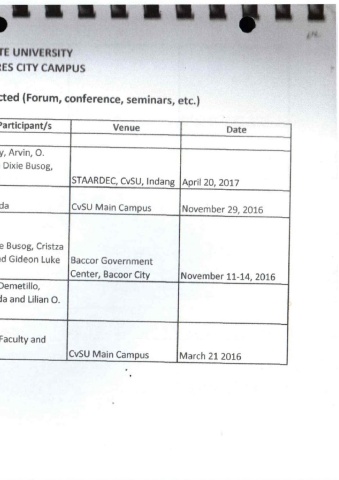 TE UNIVERSITY
RES CITY CAMPUS
cted (Forum, conference, seminars, etc.)
Participant/s Venue Date
y, Arvin, O.
Dixie Busog,
STAARDEC, CvSU, Indang April 20, 2017
da CvSU Main Campus November 29, 2016
e Busog, Cristza
nd Gideon Luke Baccor Government
Center, Bacoor City November 11-14, 2016
Demetillo,
da and Lilian O.
Faculty and
CvSU Main Campus March 21 2016